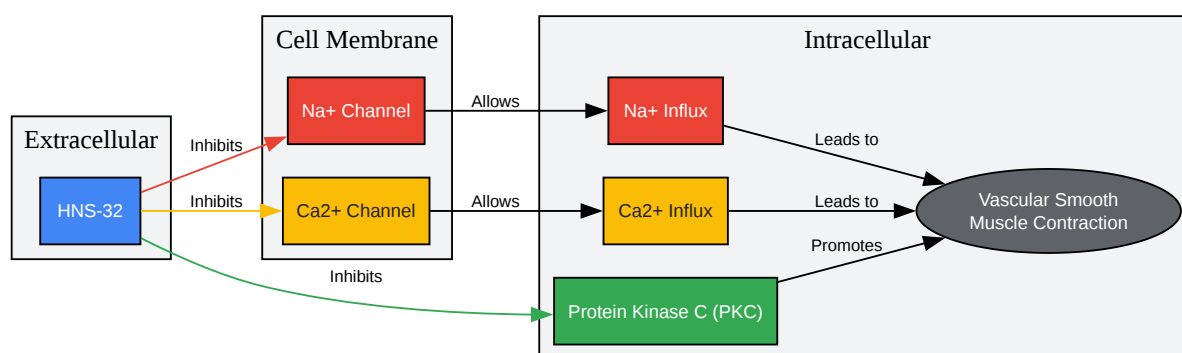 Extracellular
HNS-32
Cell Membrane
Na+ Channel
Ca2+ Channel
Intracellular
Na+ Influx
Ca2+ Influx
Protein Kinase C (PKC)
Vascular Smooth
Muscle Contraction
Inhibits
Inhibits
Inhibits
Allows
Allows
Leads to
Leads to
Promotes